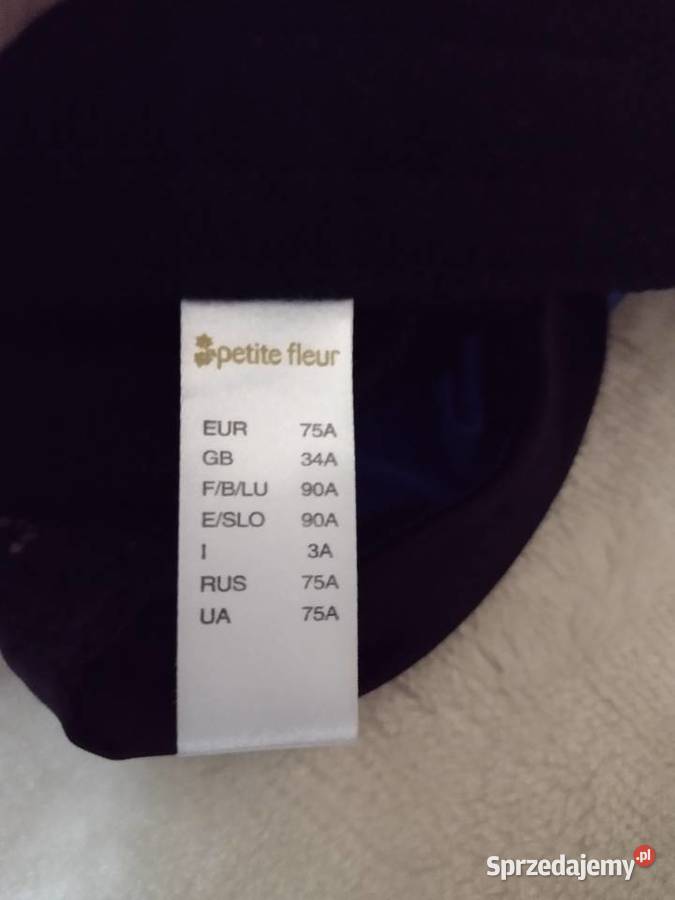 petite fleur
EUR 75A
GB 34A
F/B/LU 90A
E/SLO 90A
I 3A
RUS 75A
UA 75A
Sprzedajemy.pl